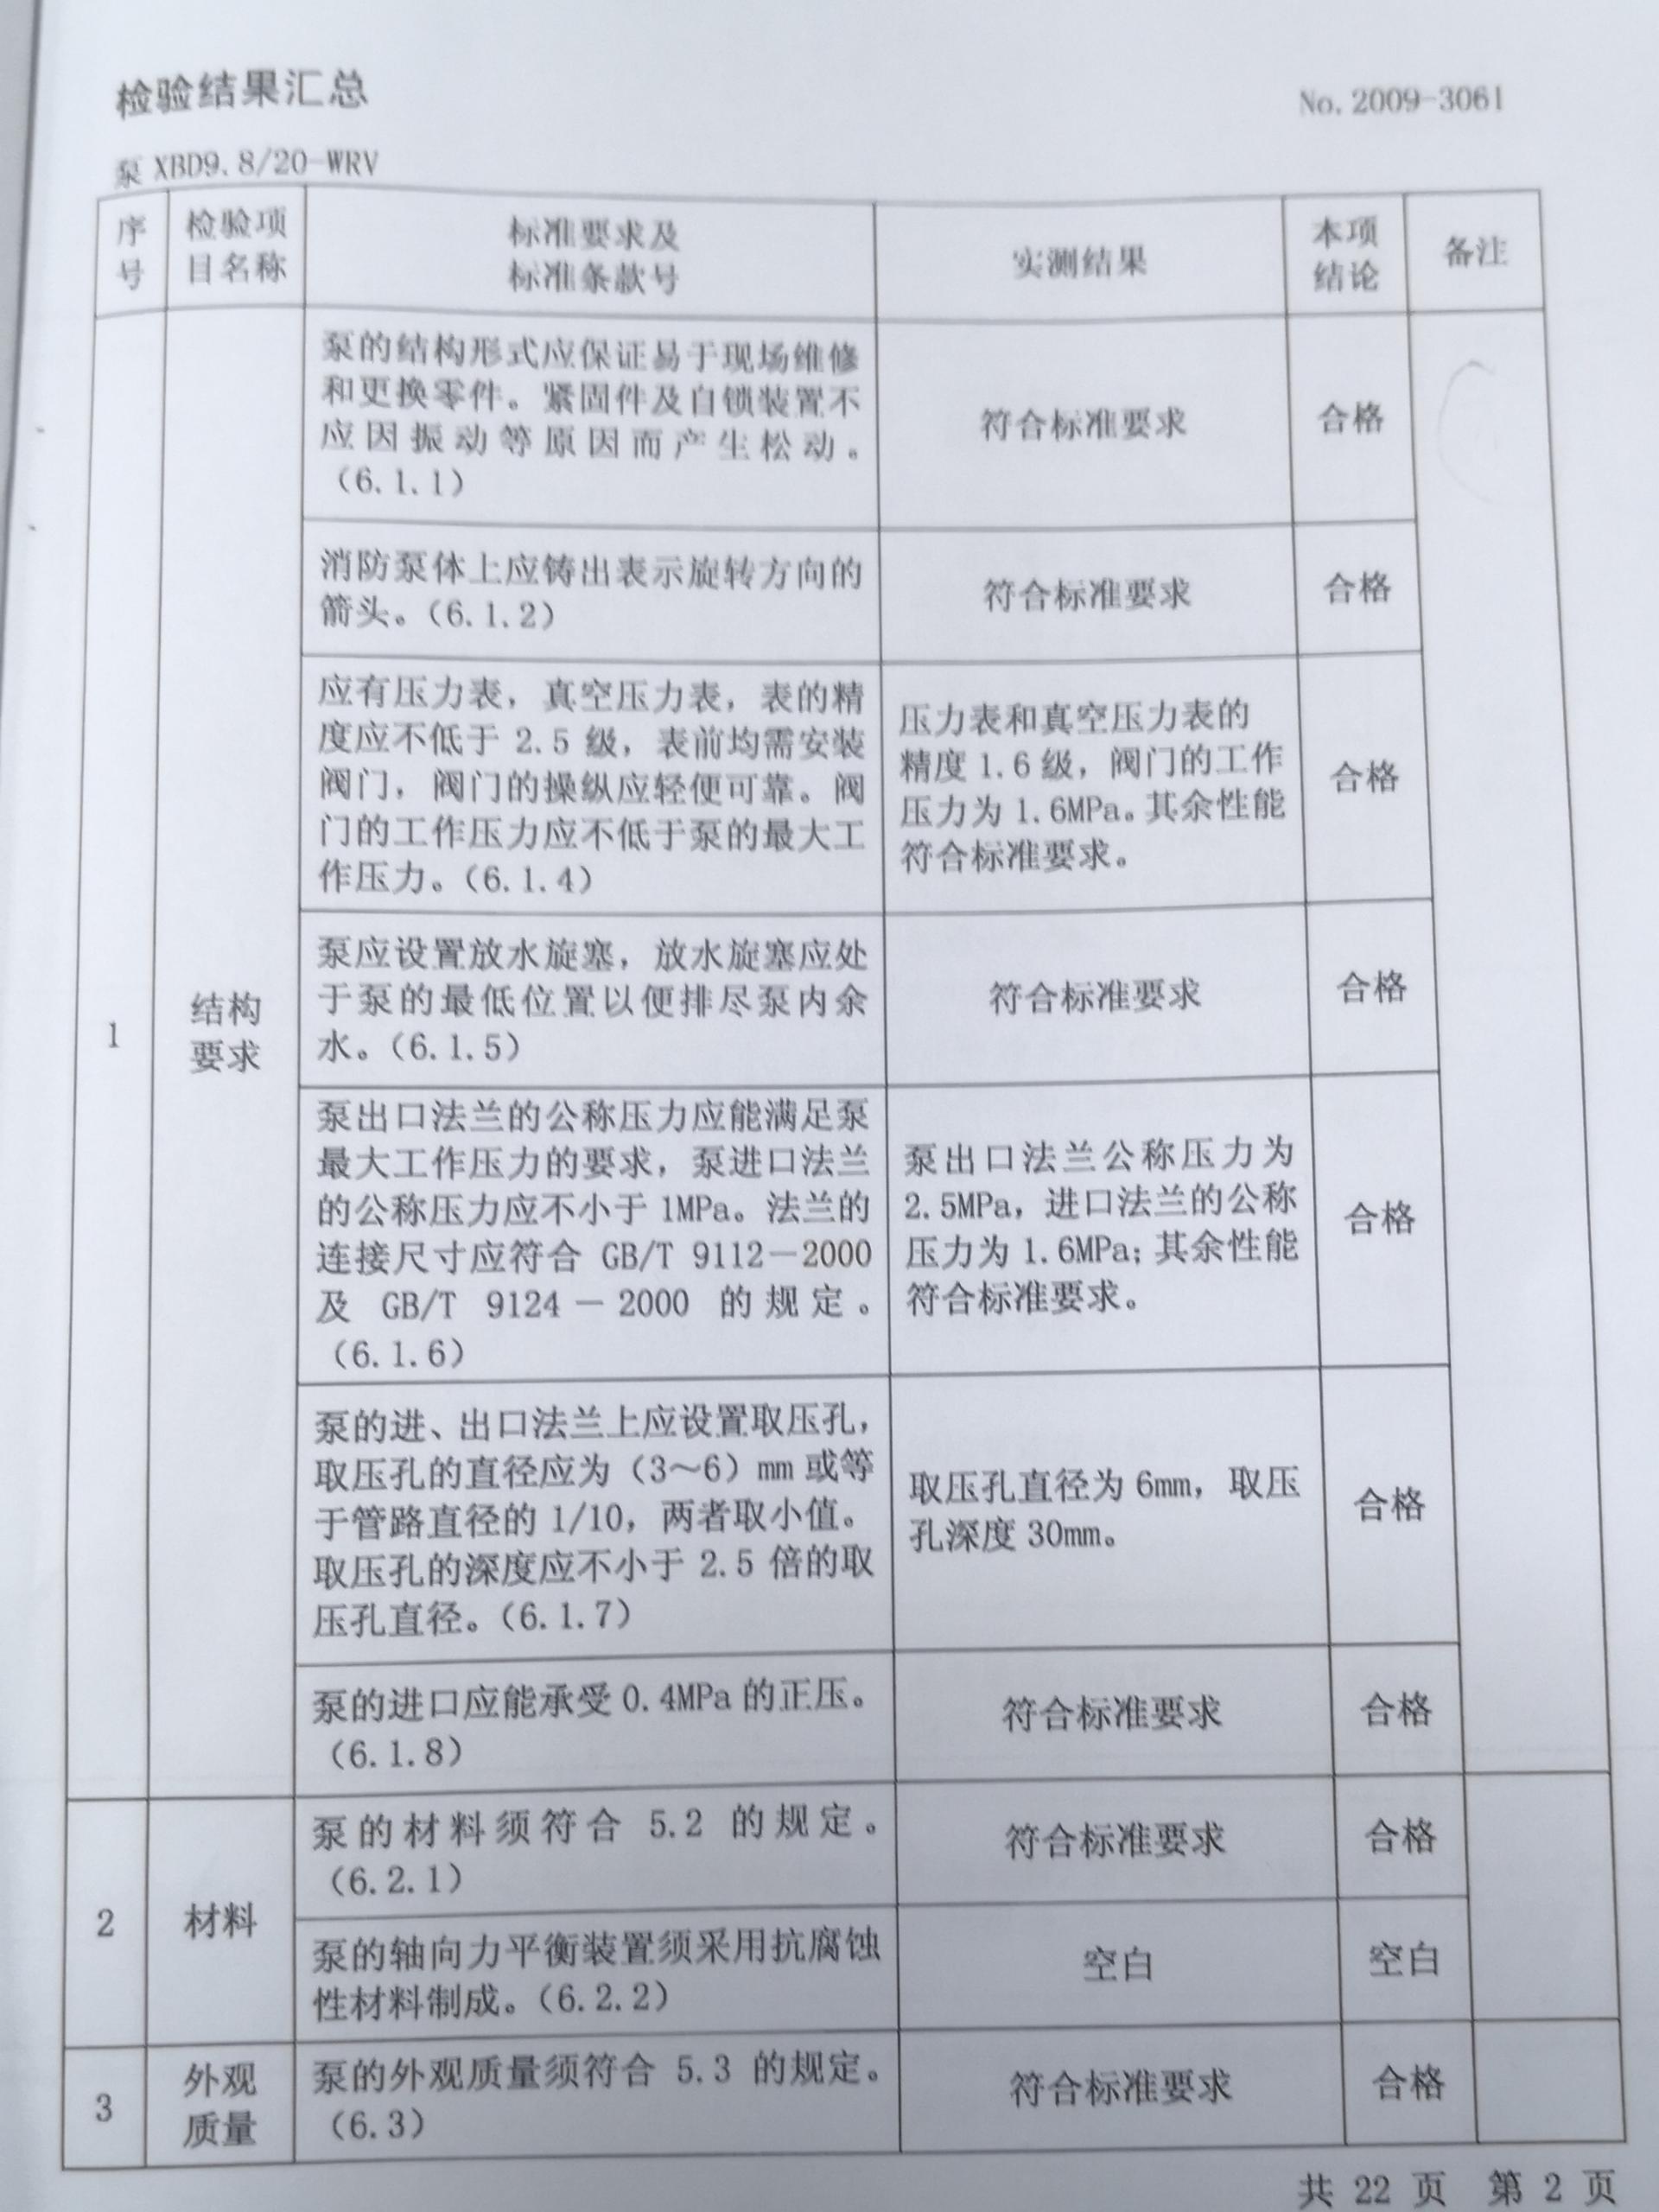 检验结果汇总
No.2009-3061
泵 XBD9.8/20-WRV
序号
检验项
目名称
标准要求及
标准条款号
实测结果
本项
结论
备注
1
结构
要求
泵的结构形式应保证易于现场维修
和更换零件。紧固件及自锁装置不
应因振动等原因而产生松动。
（6.1.1）
符合标准要求
合格
消防泵体上应铸出表示旋转方向的
箭头。（6.1.2）
符合标准要求
合格
应有压力表，真空压力表，表的精
度应不低于 2.5 级，表前均需安装
阀门，阀门的操纵应轻便可靠。阀
门的工作压力应不低于泵的最大工
作压力。（6.1.4）
压力表和真空压力表的
精度1.6级，阀门的工作
压力为1.6MPa。其余性能
符合标准要求。
合格
泵应设置放水旋塞，放水旋塞应处
于泵的最低位置以便排尽泵内余
水。（6.1.5）
符合标准要求
合格
泵出口法兰的公称压力应能满足泵
最大工作压力的要求，泵进口法兰
的公称压力应不小于1MPa。法兰的
连接尺寸应符合 GB/T 9112－2000
及 GB/T 9124－2000 的规定。
（6.1.6）
泵出口法兰公称压力为
2.5MPa，进口法兰的公称
压力为1.6MPa；其余性能
符合标准要求。
合格
泵的进、出口法兰上应设置取压孔，
取压孔的直径应为（3～6）mm 或等
于管路直径的 1/10，两者取小值。
取压孔的深度应不小于 2.5 倍的取
压孔直径。（6.1.7）
取压孔直径为 6mm，取压
孔深度 30mm。
合格
泵的进口应能承受 0.4MPa 的正压。
（6.1.8）
符合标准要求
合格
2
材料
泵的材料须符合 5.2 的规定。
（6.2.1）
符合标准要求
合格
泵的轴向力平衡装置须采用抗腐蚀
性材料制成。（6.2.2）
空白
空白
3
外观
质量
泵的外观质量须符合 5.3 的规定。
（6.3）
符合标准要求
合格
共 22 页 第 2 页